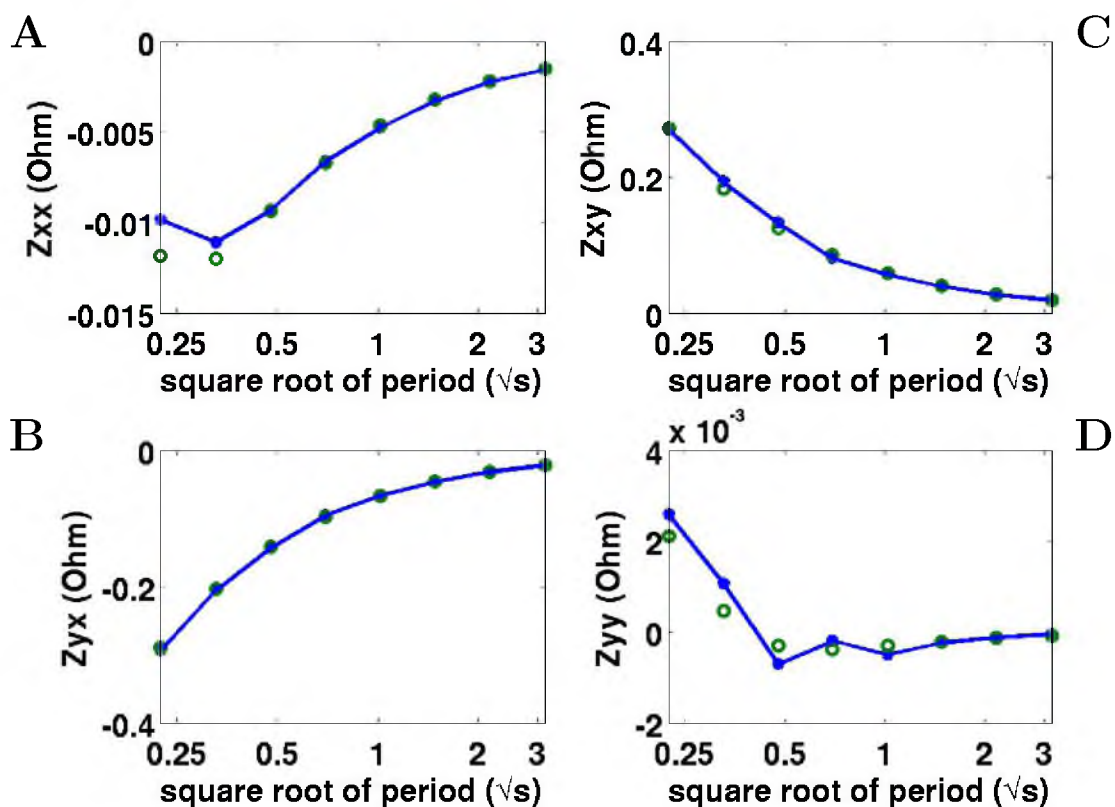 A
0
-0.005
-0.01
-0.015
Zxx (Ohm)
0.25 0.5 1 2 3
square root of period (√s)
C
0.4
0.2
0
Zxy (Ohm)
0.25 0.5 1 2 3
square root of period (√s)
B
0
-0.2
-0.4
Zyx (Ohm)
0.25 0.5 1 2 3
square root of period (√s)
D
x 10⁻³
4
2
0
-2
Zyy (Ohm)
0.25 0.5 1 2 3
square root of period (√s)